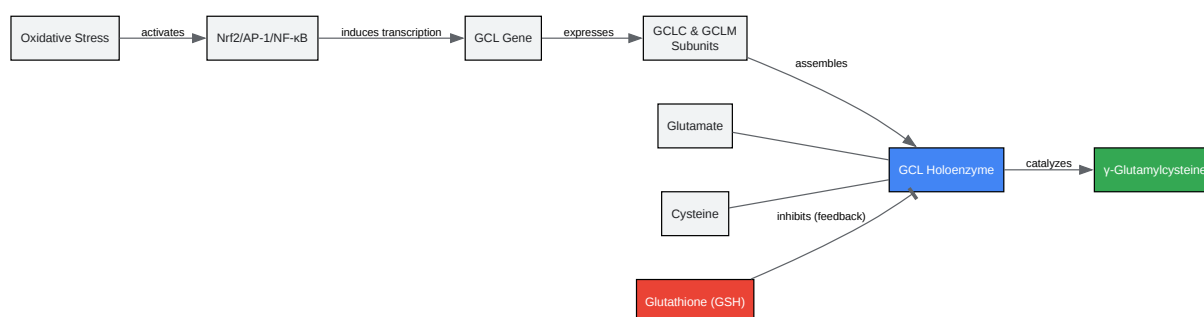 Oxidative Stress
activates
Nrf2/AP-1/NF-κB
induces transcription
GCL Gene
expresses
GCLC & GCLM
Subunits
assembles
Glutamate
GCL Holoenzyme
catalyzes
γ-Glutamylcysteine
Cysteine
inhibits (feedback)
Glutathione (GSH)